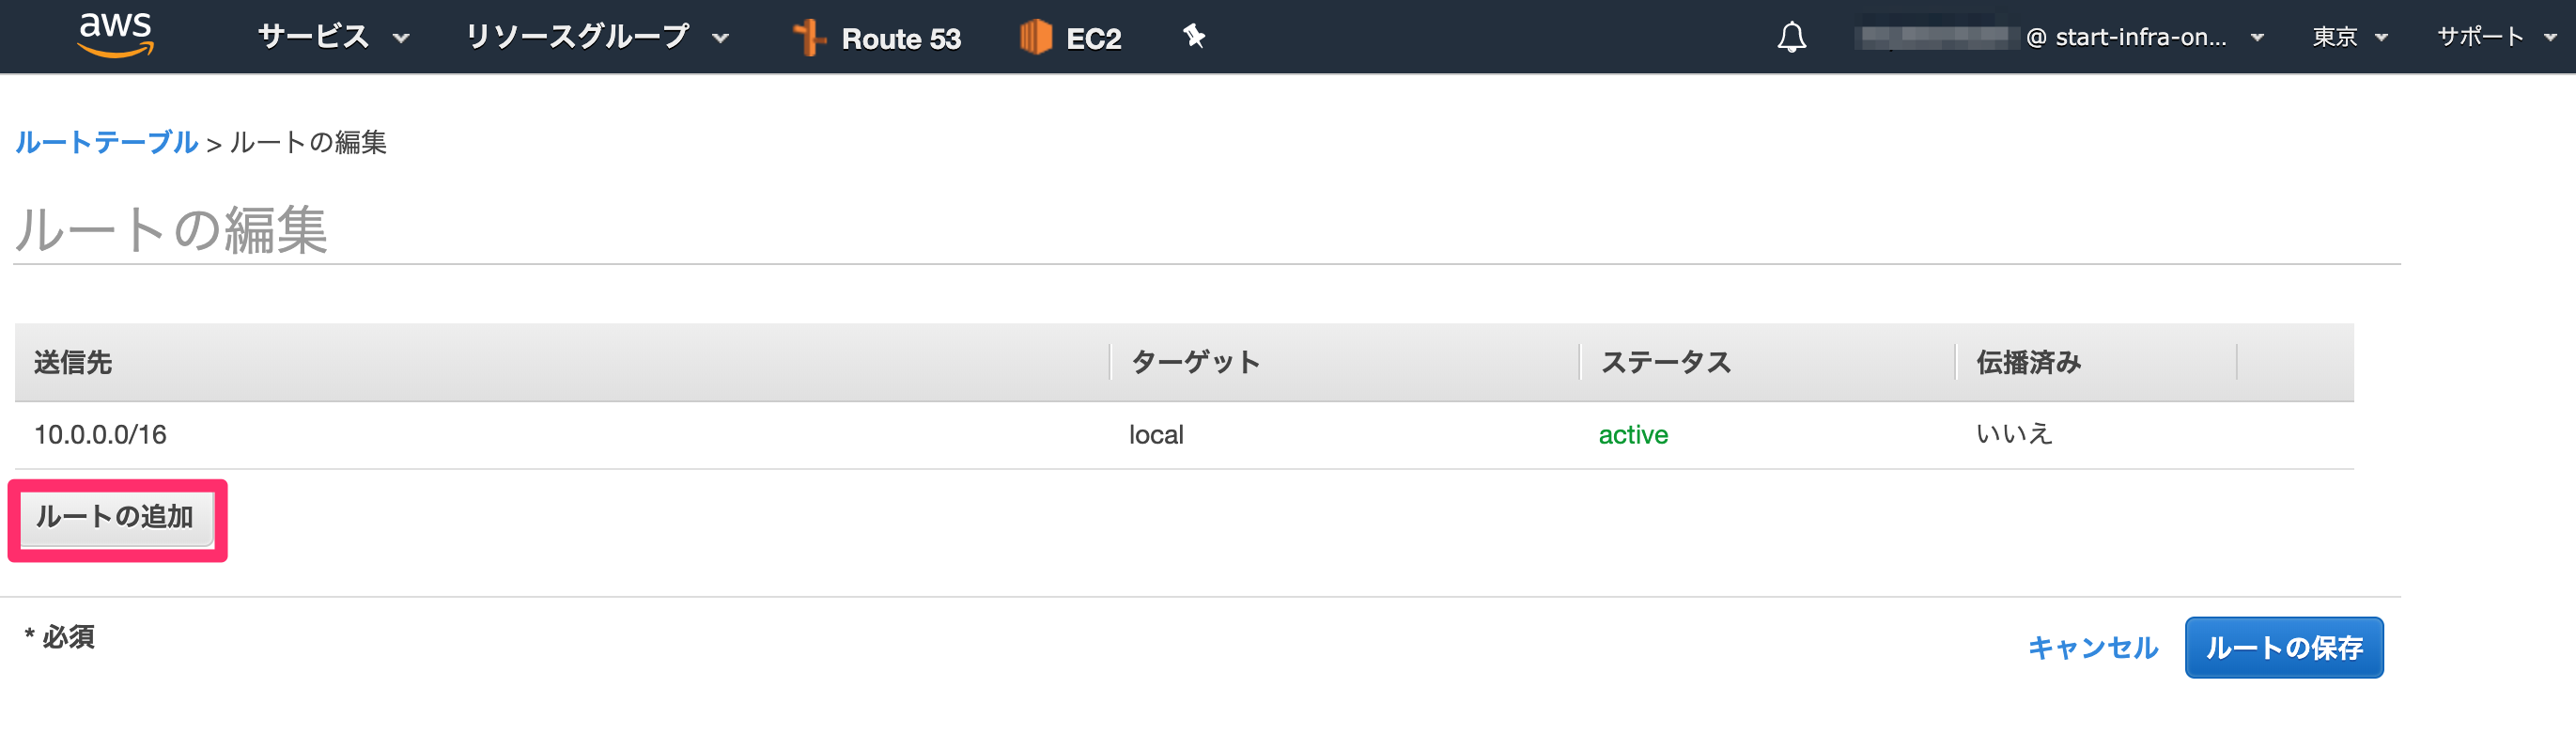 aws サービス リソースグループ Route 53 EC2 @ start-infra-on... 東京 サポート
ルートテーブル > ルートの編集
ルートの編集
送信先 ターゲット ステータス 伝播済み
10.0.0.0/16 local active いいえ
ルートの追加
* 必須 キャンセル ルートの保存